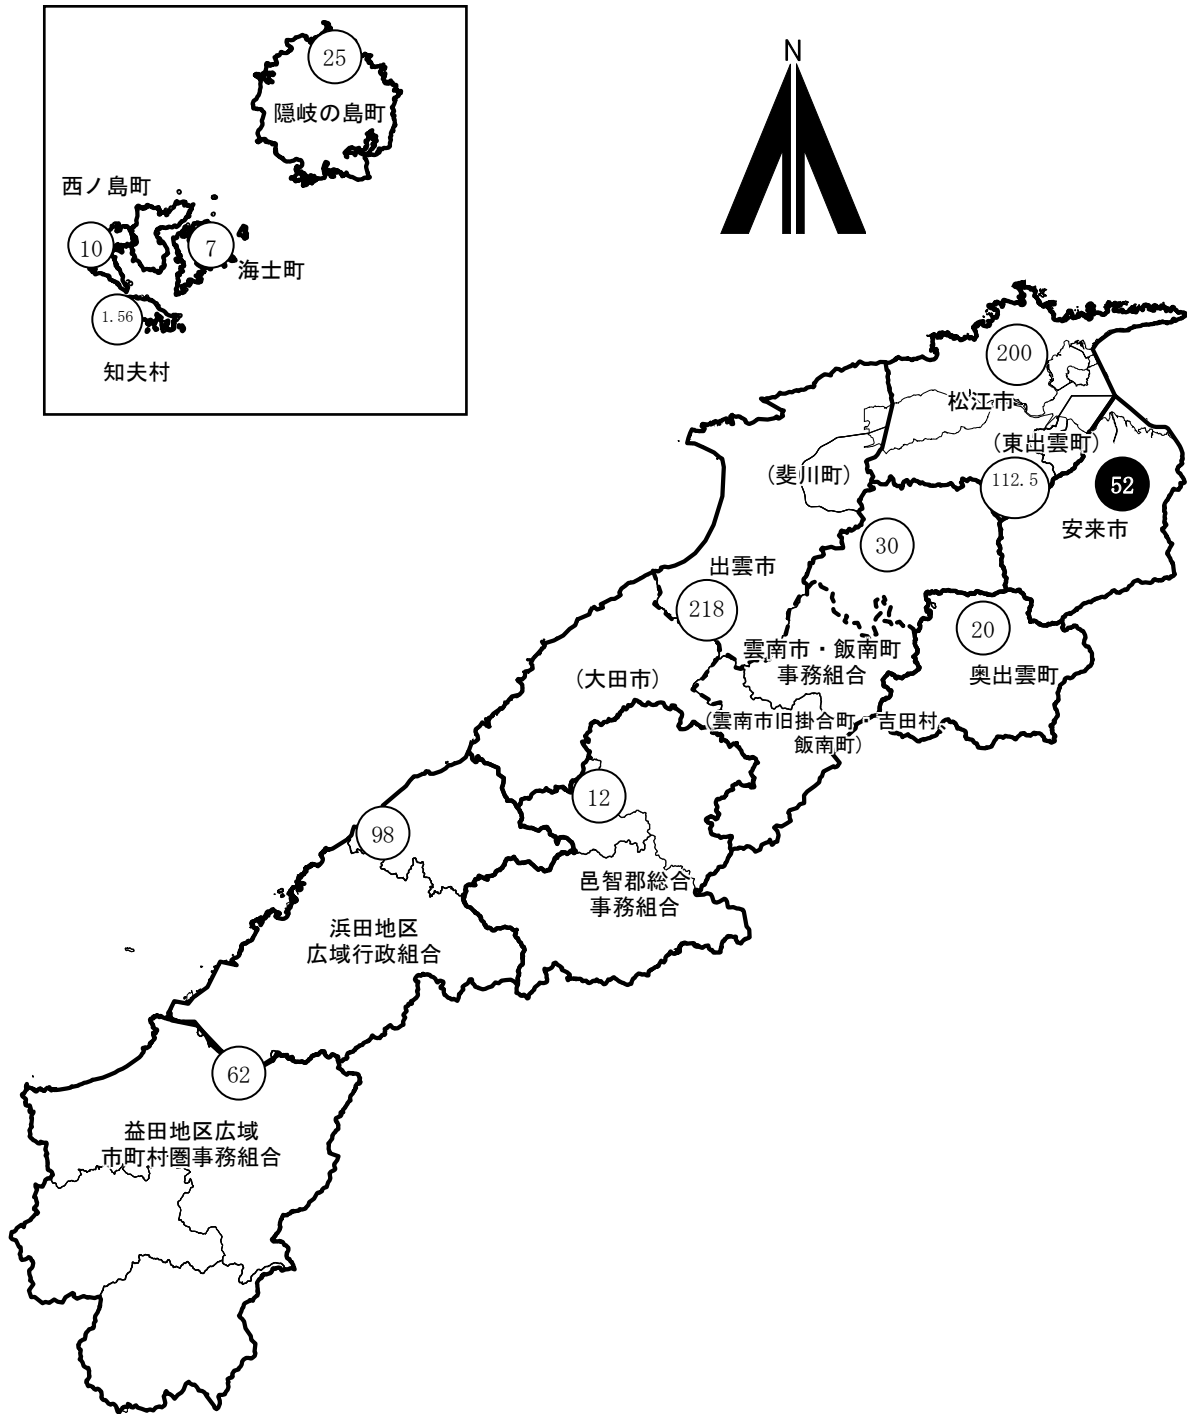 25
隠岐の島町
西ノ島町
10
7
海士町
1.56
知夫村
N
200
松江市
（東出雲町）
（斐川町）
112.5
52
安来市
30
出雲市
218
20
雲南市・飯南町
事務組合
奥出雲町
（大田市）
（雲南市旧掛合町・吉田村、
飯南町）
12
98
邑智郡総合
事務組合
浜田地区
広域行政組合
62
益田地区広域
市町村圏事務組合